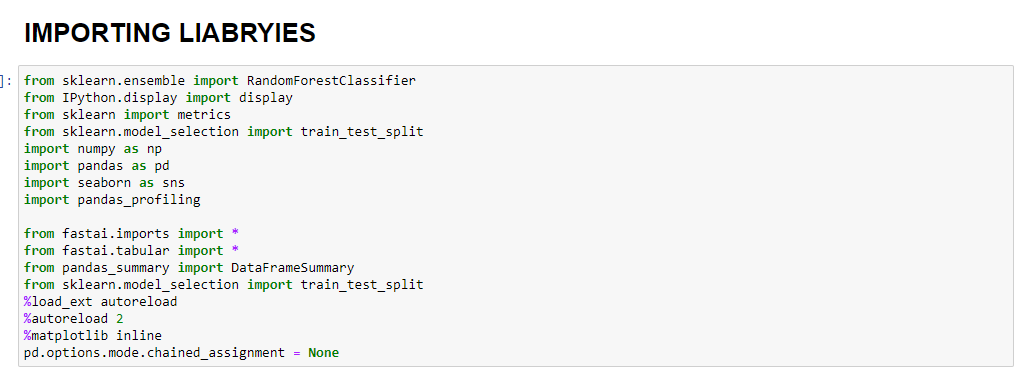 IMPORTING LIABRYIES
]:
from sklearn.ensemble import RandomForestClassifier
from IPython.display import display
from sklearn import metrics
from sklearn.model_selection import train_test_split
import numpy as np
import pandas as pd
import seaborn as sns
import pandas_profiling
from fastai.imports import *
from fastai.tabular import *
from pandas_summary import DataFrameSummary
from sklearn.model_selection import train_test_split
%load_ext autoreload
%autoreload 2
%matplotlib inline
pd.options.mode.chained_assignment = None